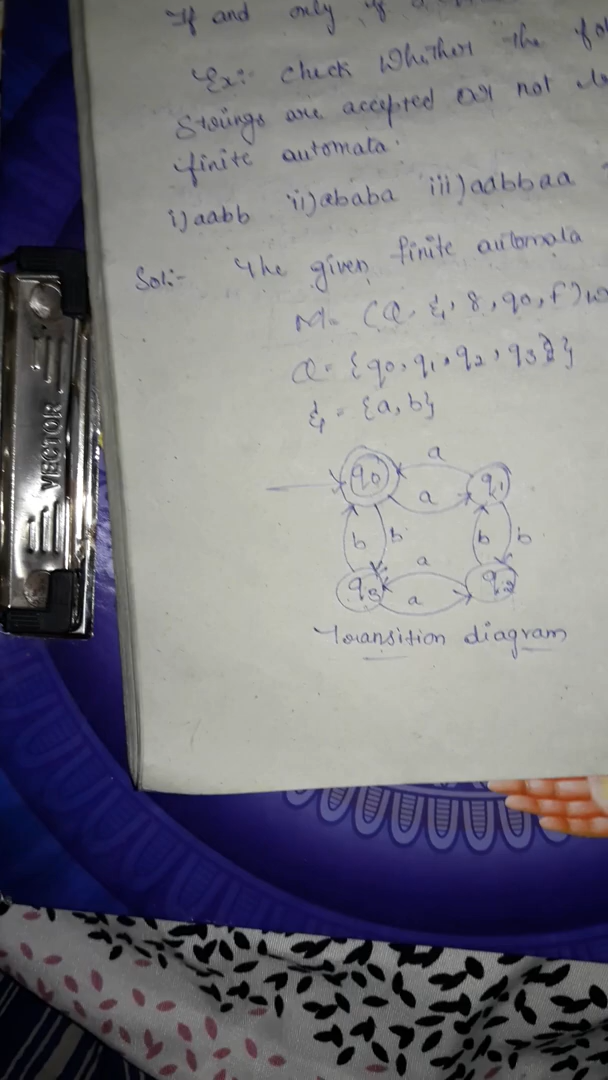 If and only if
Ex:- check whether the
strings are accepted or not
finite automata.
i) aabb ii) ababa iii) aabbaa
Sol:- The given finite automata
M = (Q, Σ, δ, q0, F)
Q = {q0, q1, q2, q3}
Σ = {a, b}
a
q0 q1
a
b b b b
a
q3 q2
a
Transition diagram
VECTOR